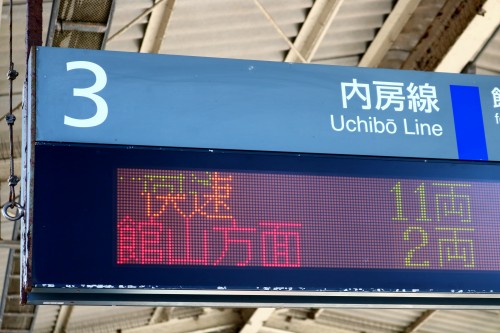 3 内房線
Uchibō Line
快速 11両
館山方面 2両